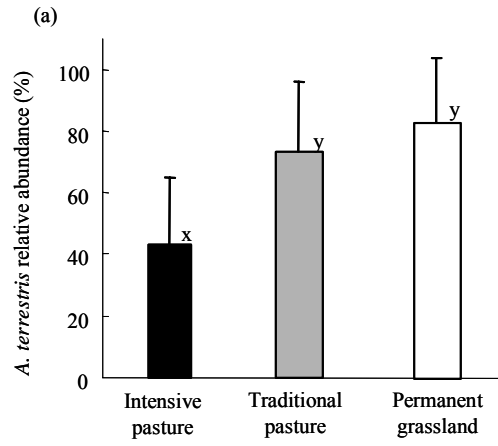 (a)
A. terrestris relative abundance (%)
100
80
60
40
20
0
x
y
y
Intensive
pasture
Traditional
pasture
Permanent
grassland